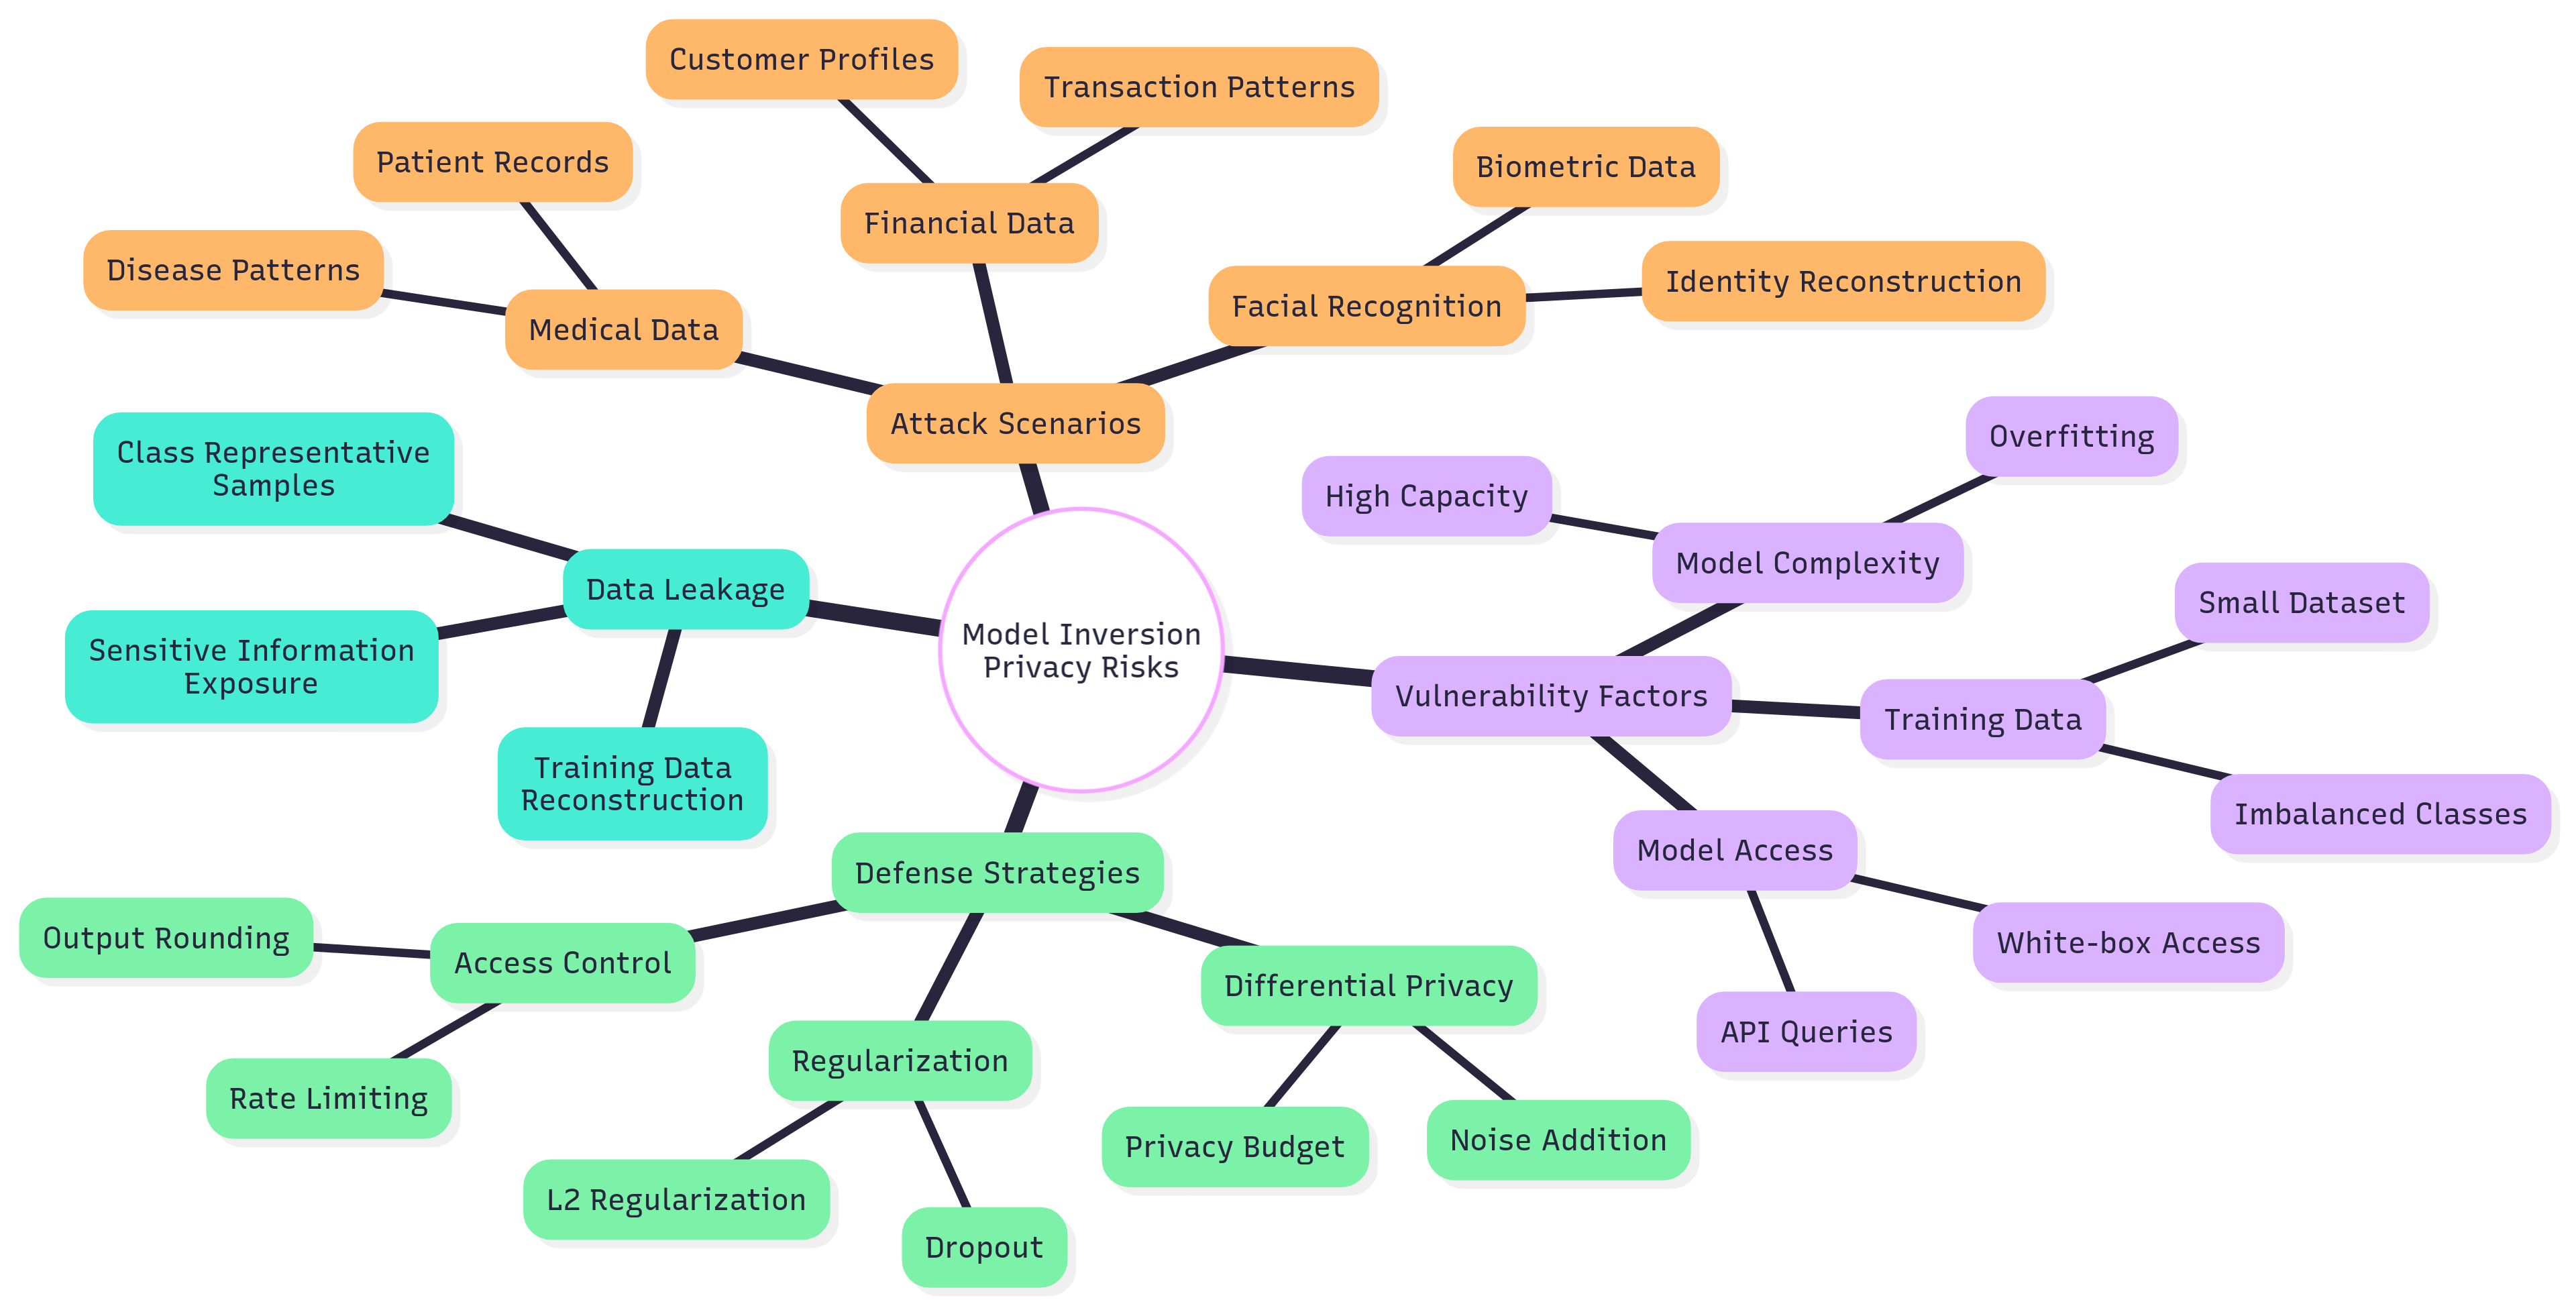 Customer Profiles
Transaction Patterns
Patient Records
Biometric Data
Financial Data
Disease Patterns
Identity Reconstruction
Facial Recognition
Medical Data
Attack Scenarios
Class Representative
Samples
Overfitting
High Capacity
Model Complexity
Data Leakage
Small Dataset
Sensitive Information
Exposure
Model Inversion
Privacy Risks
Vulnerability Factors
Training Data
Training Data
Reconstruction
Imbalanced Classes
Model Access
Defense Strategies
Output Rounding
Access Control
White-box Access
Differential Privacy
API Queries
Regularization
Rate Limiting
Privacy Budget
Noise Addition
L2 Regularization
Dropout